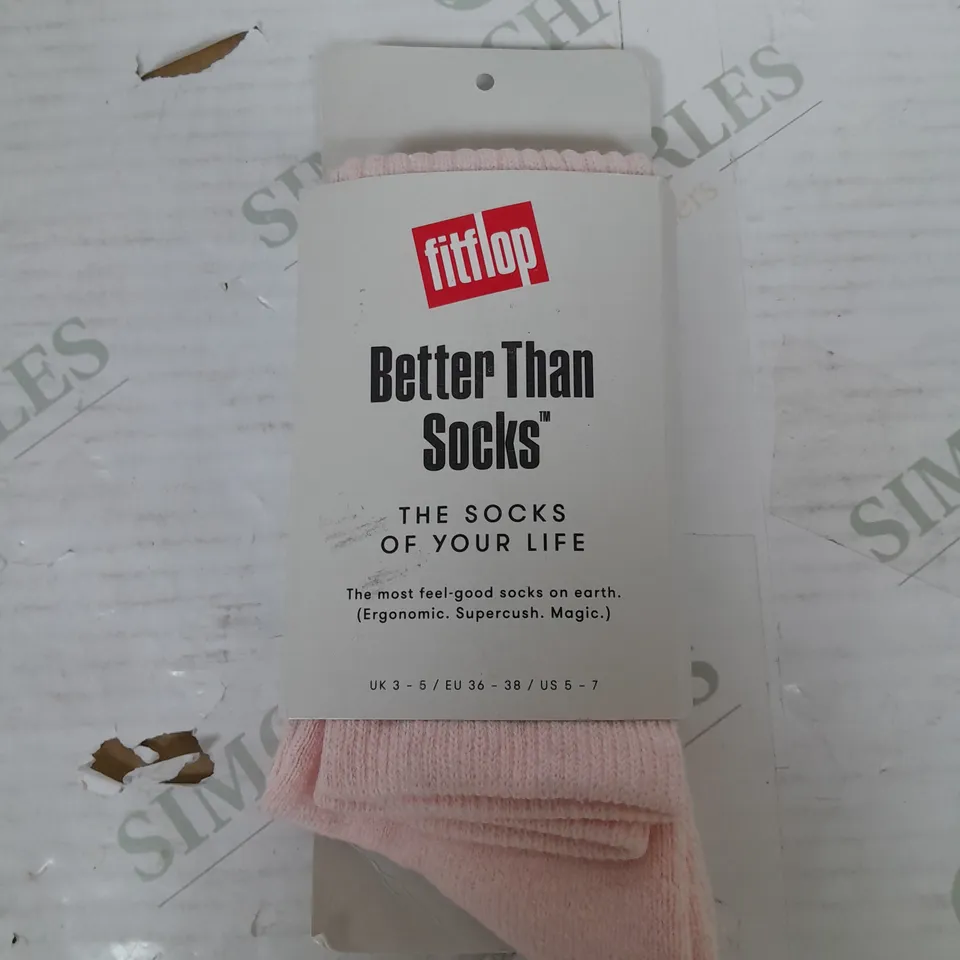 fitflop
Better Than
Socks™
THE SOCKS
OF YOUR LIFE
The most feel-good socks on earth.
(Ergonomic. Supercush. Magic.)
UK 3 - 5 / EU 36 - 38 / US 5 - 7